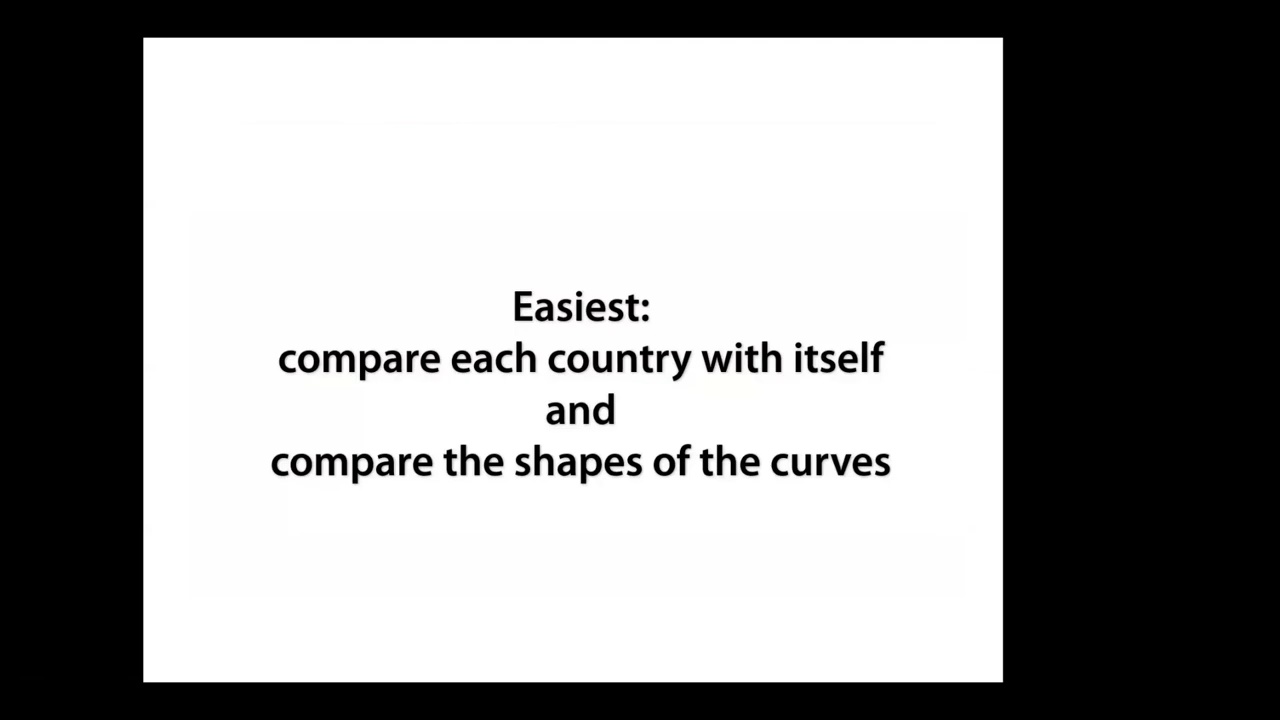 Easiest:
compare each country with itself
and
compare the shapes of the curves